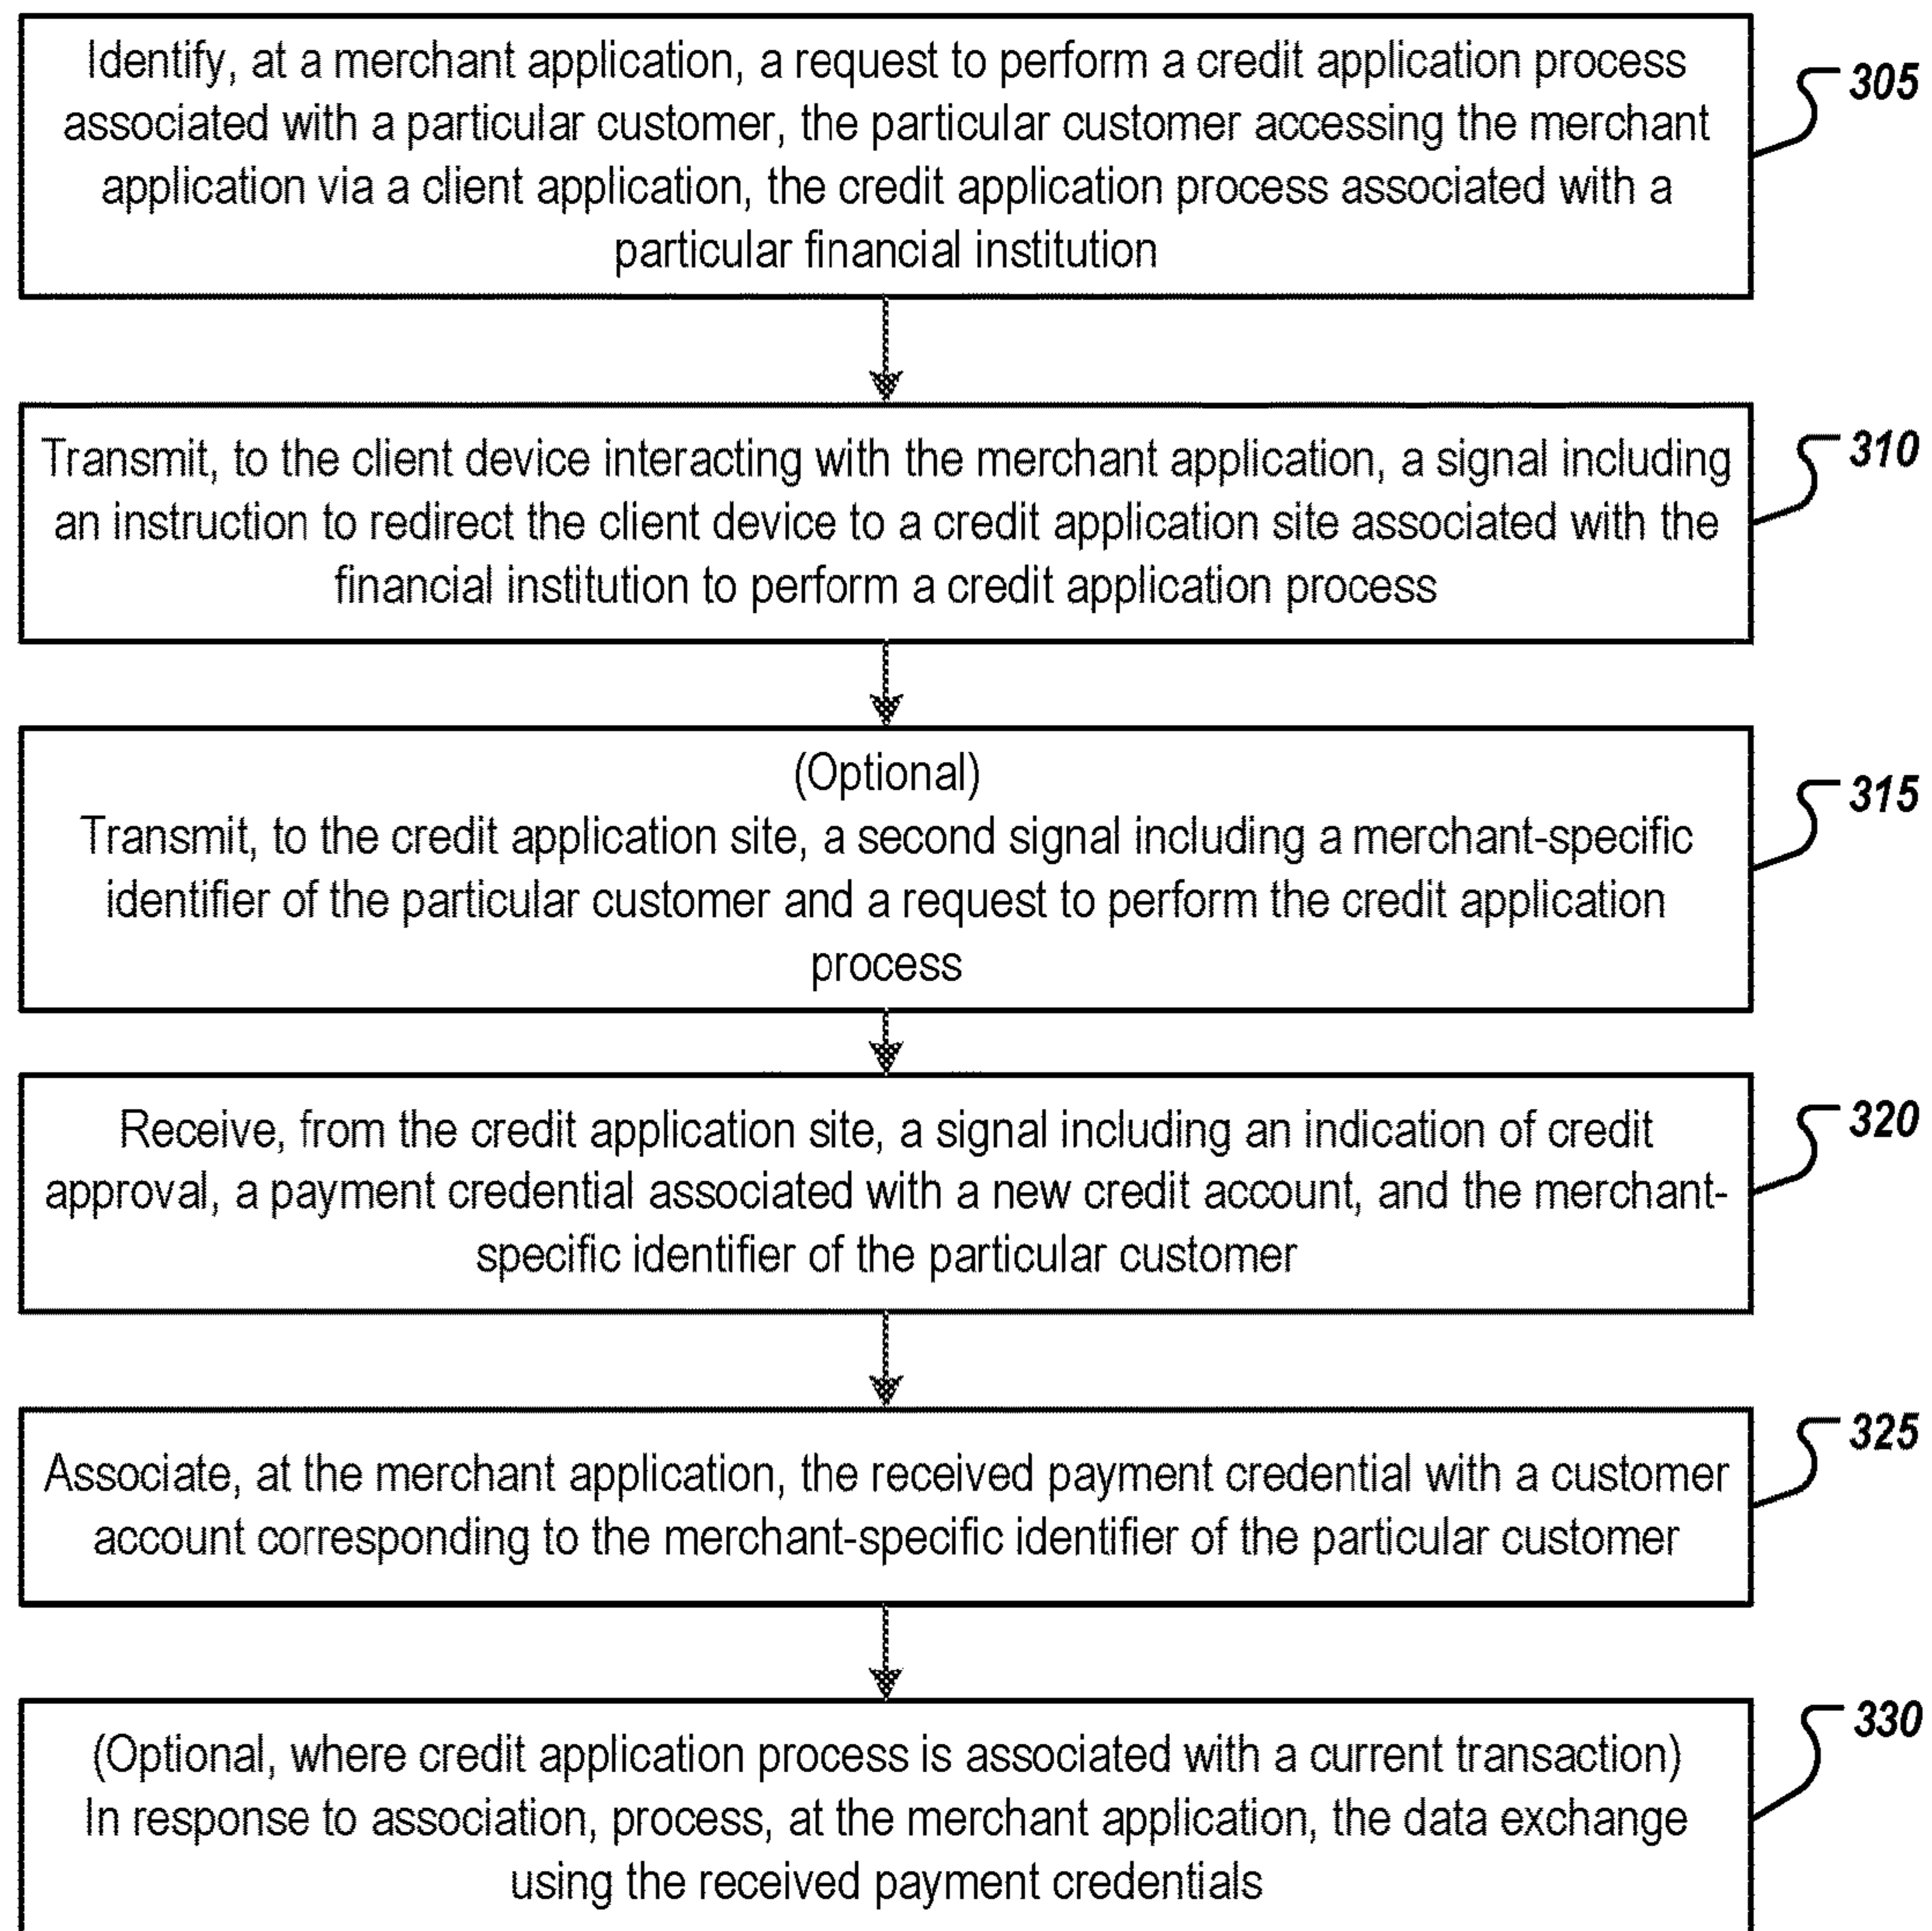 Identify, at a merchant application, a request to perform a credit application process
associated with a particular customer, the particular customer accessing the merchant
application via a client application, the credit application process associated with a
particular financial institution
305
Transmit, to the client device interacting with the merchant application, a signal including
an instruction to redirect the client device to a credit application site associated with the
financial institution to perform a credit application process
310
(Optional)
Transmit, to the credit application site, a second signal including a merchant-specific
identifier of the particular customer and a request to perform the credit application
process
315
Receive, from the credit application site, a signal including an indication of credit
approval, a payment credential associated with a new credit account, and the merchant-
specific identifier of the particular customer
320
Associate, at the merchant application, the received payment credential with a customer
account corresponding to the merchant-specific identifier of the particular customer
325
(Optional, where credit application process is associated with a current transaction)
In response to association, process, at the merchant application, the data exchange
using the received payment credentials
330